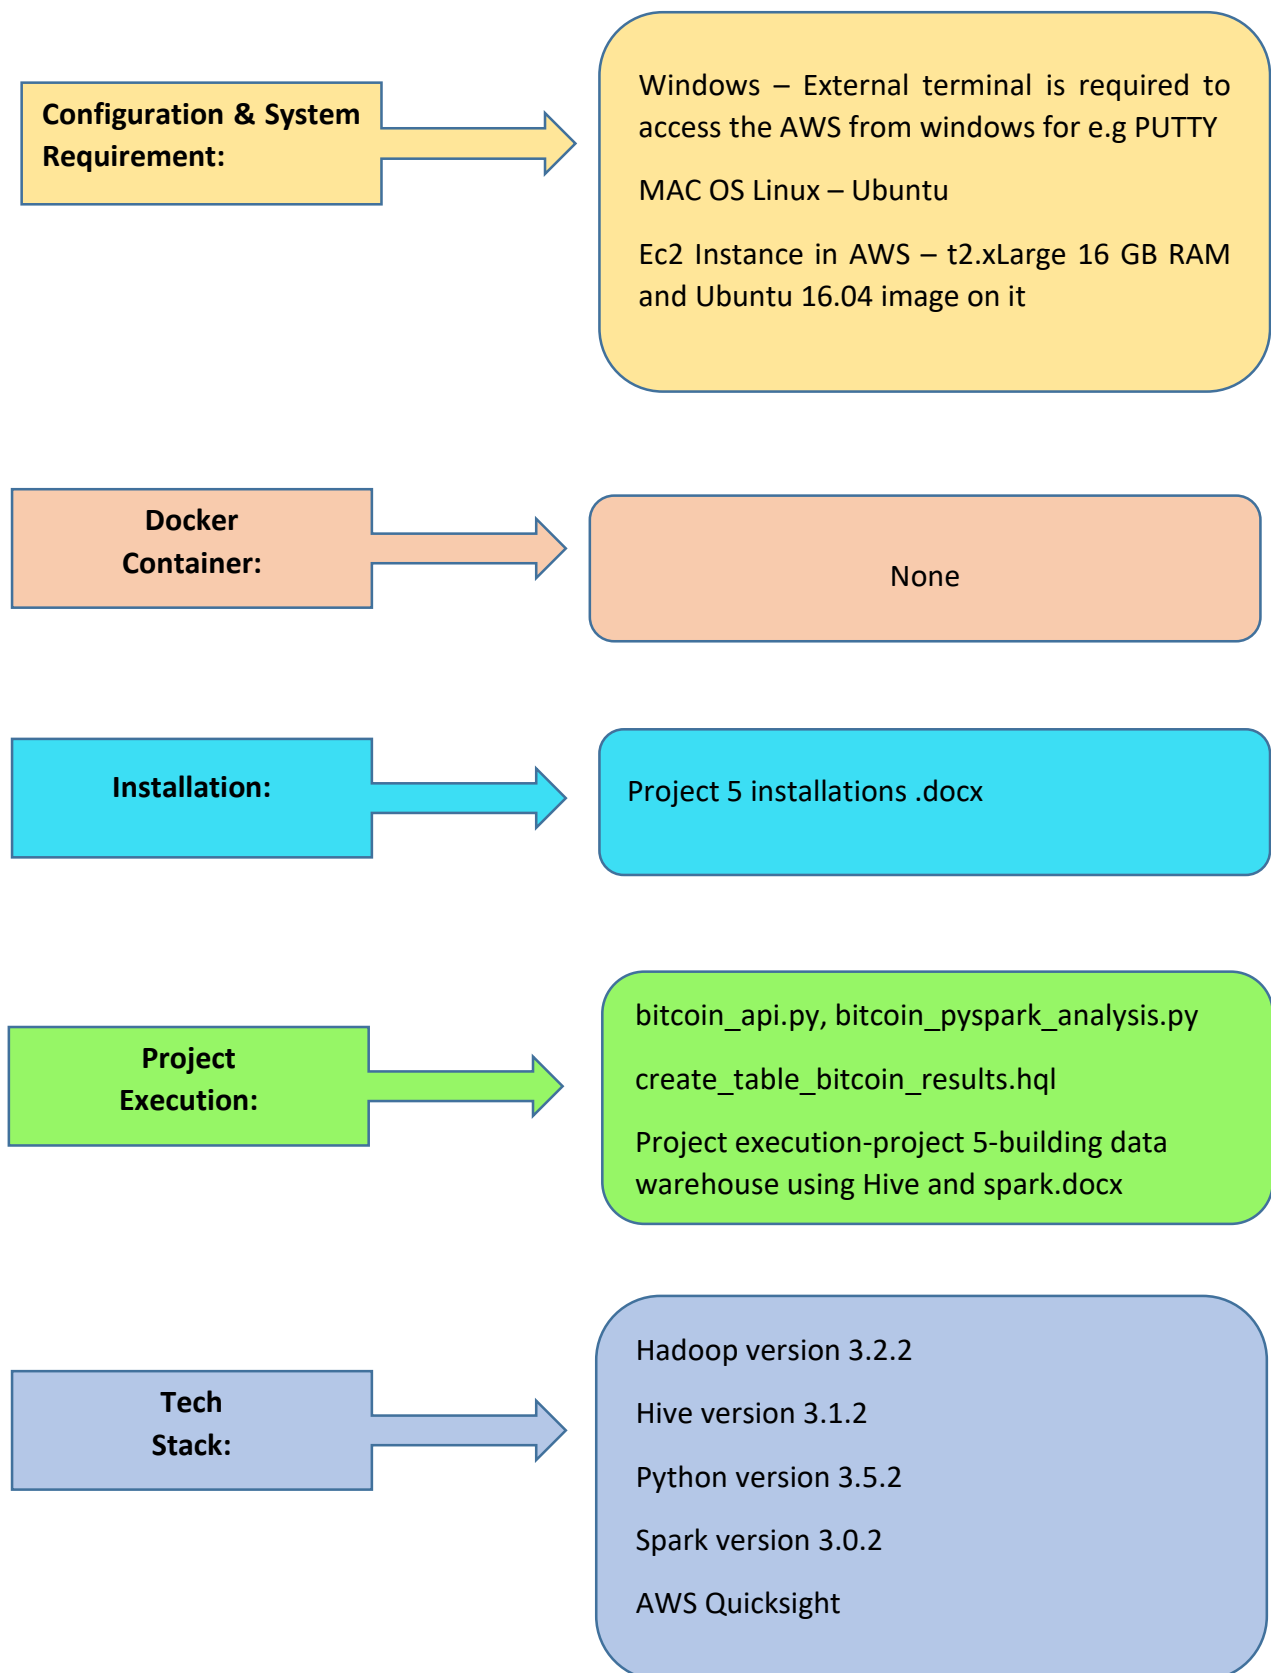 Configuration & System
Requirement:
Windows – External terminal is required to
access the AWS from windows for e.g PUTTY
MAC OS Linux – Ubuntu
Ec2 Instance in AWS – t2.xLarge 16 GB RAM
and Ubuntu 16.04 image on it
Docker
Container:
None
Installation:
Project 5 installations .docx
Project
Execution:
bitcoin_api.py, bitcoin_pyspark_analysis.py
create_table_bitcoin_results.hql
Project execution-project 5-building data
warehouse using Hive and spark.docx
Tech
Stack:
Hadoop version 3.2.2
Hive version 3.1.2
Python version 3.5.2
Spark version 3.0.2
AWS Quicksight